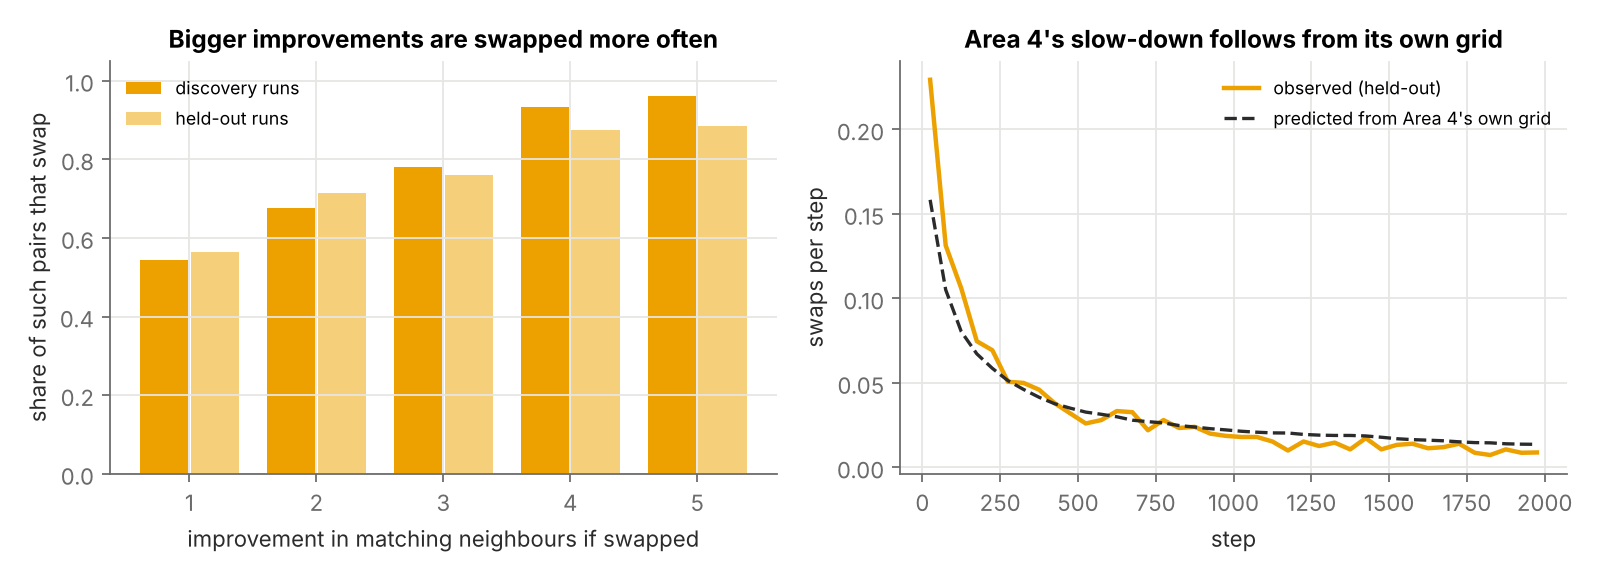 Bigger improvements are swapped more often
discovery runs
held-out runs
share of such pairs that swap
1.0
0.8
0.6
0.4
0.2
0.0
1 2 3 4 5
improvement in matching neighbours if swapped
Area 4's slow-down follows from its own grid
observed (held-out)
predicted from Area 4's own grid
swaps per step
0.20
0.15
0.10
0.05
0.00
0 250 500 750 1000 1250 1500 1750 2000
step